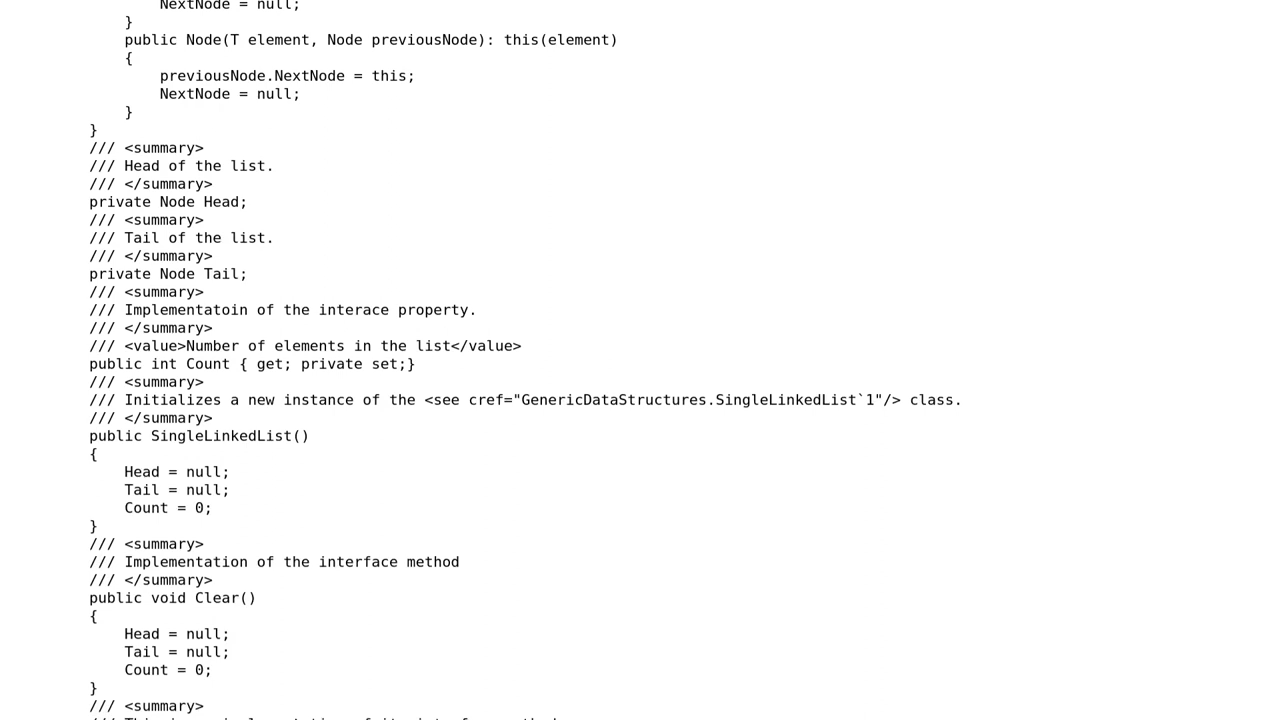 NextNode = null;
}
public Node(T element, Node previousNode): this(element)
{
previousNode.NextNode = this;
NextNode = null;
}
}
/// <summary>
/// Head of the list.
/// </summary>
private Node Head;
/// <summary>
/// Tail of the list.
/// </summary>
private Node Tail;
/// <summary>
/// Implementatoin of the interace property.
/// </summary>
/// <value>Number of elements in the list</value>
public int Count { get; private set;}
/// <summary>
/// Initializes a new instance of the <see cref="GenericDataStructures.SingleLinkedList`1"/> class.
/// </summary>
public SingleLinkedList()
{
Head = null;
Tail = null;
Count = 0;
}
/// <summary>
/// Implementation of the interface method
/// </summary>
public void Clear()
{
Head = null;
Tail = null;
Count = 0;
}
/// <summary>